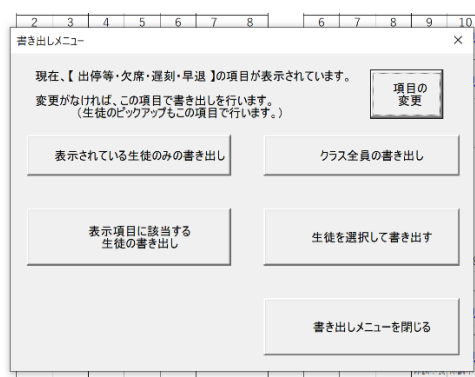 2 3 4 5 6 7 8 6 7 8 9 10
書き出しメニュー
現在、【 出停等・欠席・遅刻・早退 】の項目が表示されています。
変更がなければ、この項目で書き出しを行います。
（生徒のピックアップもこの項目で行います。）
項目の
変更
表示されている生徒のみの書き出し
クラス全員の書き出し
表示項目に該当する
生徒の書き出し
生徒を選択して書き出す
書き出しメニューを閉じる